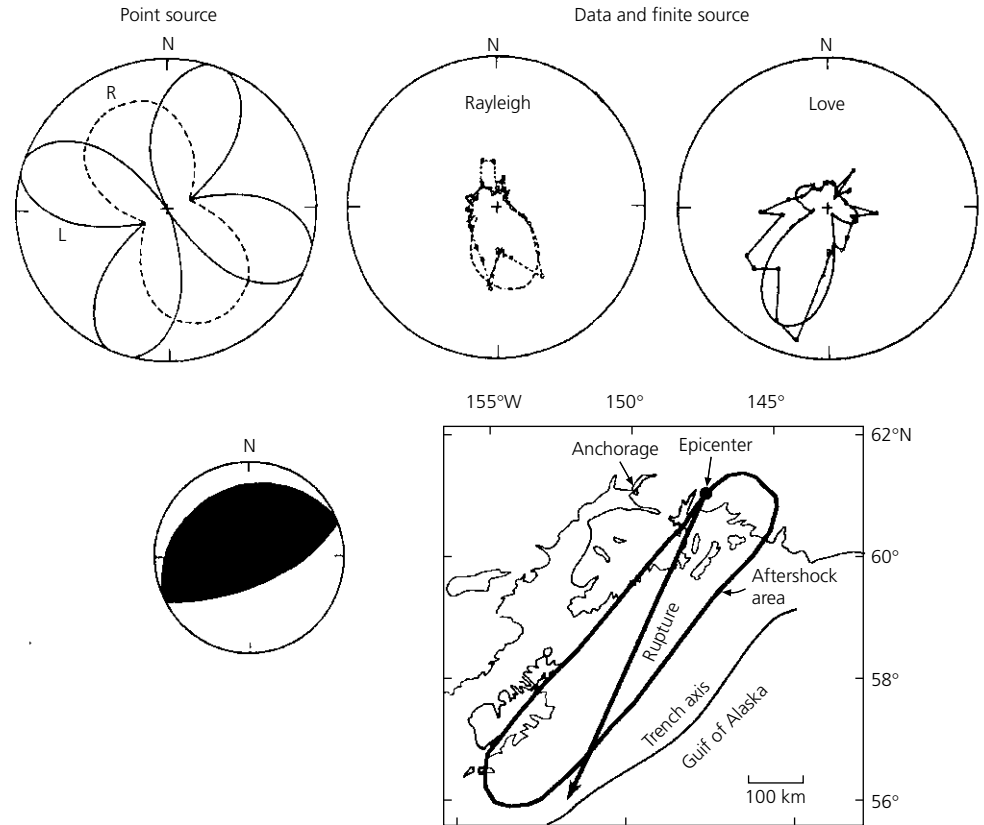 Point source
Data and finite source
N
N
N
R
L
Rayleigh
Love
N
155°W
150°
145°
62°N
60°
58°
56°
Anchorage
Epicenter
Aftershock
area
Rupture
Trench axis
Guif of Alaska
100 km